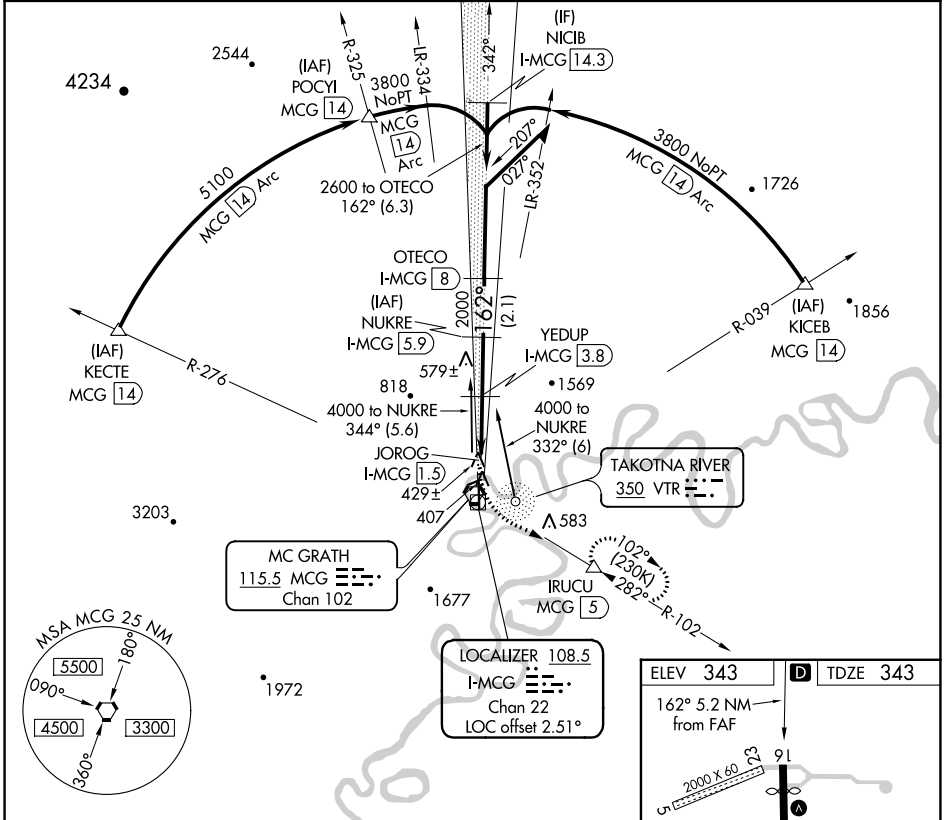 (IF)
NICIB
I-MCG 14.3
342°
2544
4234
R-325
LR-334
(IAF)
POCYI
MCG 14
3800
NoPT
MCG
14
Arc
207°
027°
LR-352
3800 NoPT
MCG 14 Arc
5100
MCG 14 Arc
2600 to OTECO
162° (6.3)
1726
OTECO
I-MCG 8
2000
162°
(2.1)
(IAF)
NUKRE
I-MCG 5.9
YEDUP
I-MCG 3.8
R-039
(IAF)
KICEB
MCG 14
1856
(IAF)
KECTE
MCG 14
R-276
579±
818
1569
4000 to NUKRE
344° (5.6)
4000 to
NUKRE
332° (6)
JOROG
I-MCG 1.5
429±
407
TAKOTNA RIVER
350 VTR
583
3203
102°
(230K)
282°
R-102
IRUCU
MCG 5
MC GRATH
115.5 MCG
Chan 102
1677
LOCALIZER 108.5
I-MCG
Chan 22
LOC offset 2.51°
1972
MSA MCG 25 NM
5500
180°
090°
4500
3300
360°
ELEV 343
D
TDZE 343
162° 5.2 NM
from FAF
16
23
2000 X 60
5
A